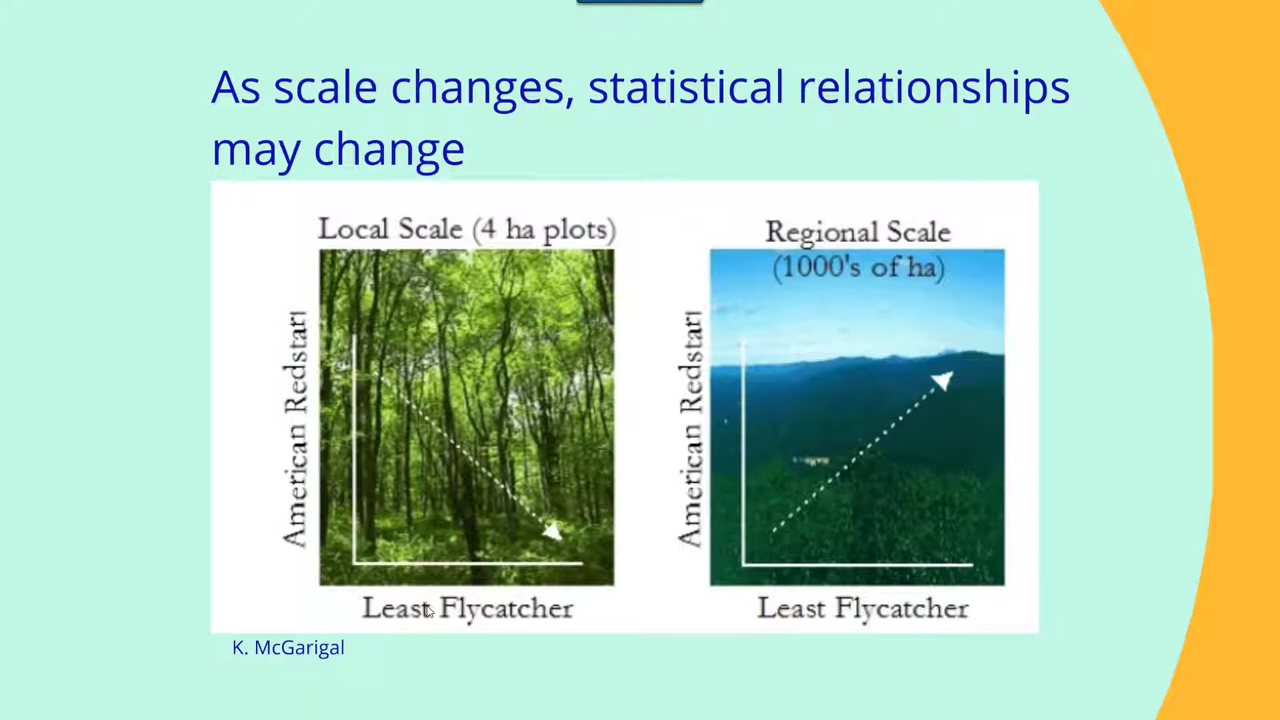 As scale changes, statistical relationships
may change
Local Scale (4 ha plots)
American Redstart
Least Flycatcher
Regional Scale
(1000's of ha)
American Redstart
Least Flycatcher
K. McGarigal